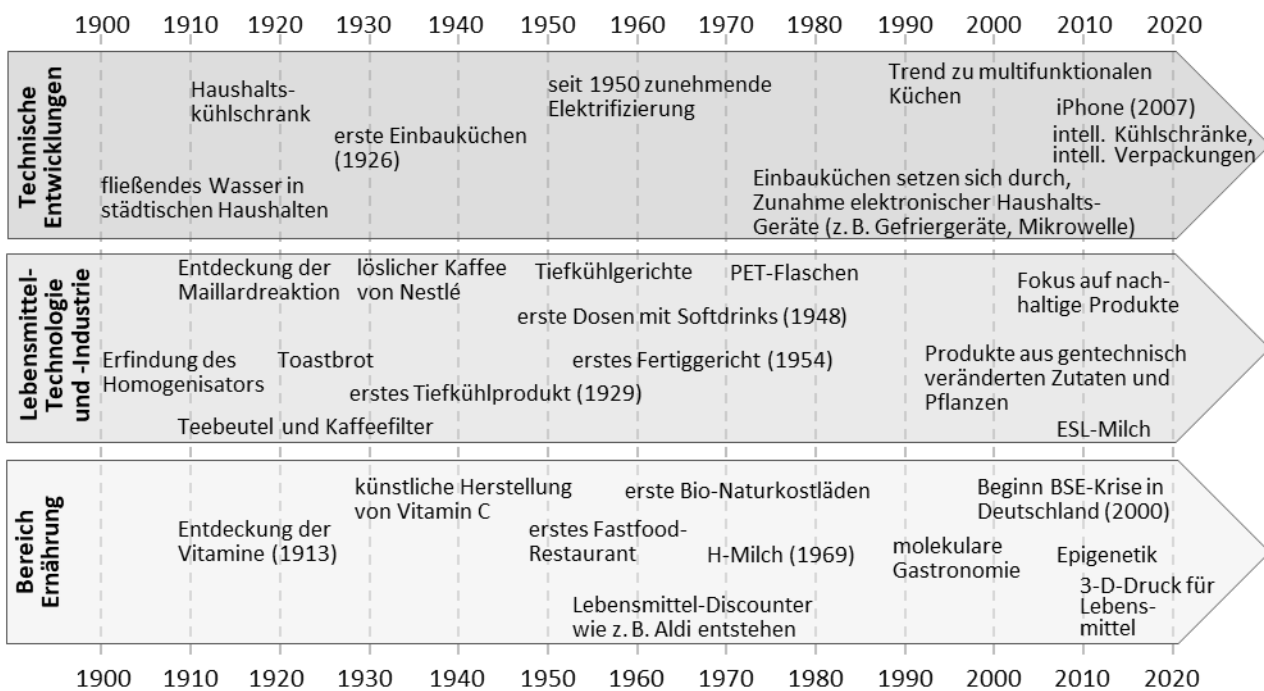 1900 1910 1920 1930 1940 1950 1960 1970 1980 1990 2000 2010 2020
Technische
Entwicklungen
Haushalts-
kühlschrank
erste Einbauküchen
(1926)
fließendes Wasser in
städtischen Haushalten
seit 1950 zunehmende
Elektrifizierung
Trend zu multifunktionalen
Küchen
iPhone (2007)
intell. Kühlschränke,
intell. Verpackungen
Einbauküchen setzen sich durch,
Zunahme elektronischer Haushalts-
Geräte (z. B. Gefriergeräte, Mikrowelle)
Lebensmittel-
Technologie
und -Industrie
Entdeckung der
Maillardreaktion
löslicher Kaffee
von Nestlé
Tiefkühlgerichte
PET-Flaschen
Fokus auf nach-
haltige Produkte
erste Dosen mit Softdrinks (1948)
Erfindung des
Homogenisators
Toastbrot
erstes Fertiggericht (1954)
Produkte aus gentechnisch
veränderten Zutaten und
Pflanzen
erstes Tiefkühlprodukt (1929)
Teebeutel und Kaffeefilter
ESL-Milch
Bereich
Ernährung
künstliche Herstellung
von Vitamin C
erste Bio-Naturkostläden
Beginn BSE-Krise in
Deutschland (2000)
Entdeckung der
Vitamine (1913)
erstes Fastfood-
Restaurant
H-Milch (1969)
molekulare
Gastronomie
Epigenetik
Lebensmittel-Discounter
wie z. B. Aldi entstehen
3-D-Druck für
Lebens-
mittel
1900 1910 1920 1930 1940 1950 1960 1970 1980 1990 2000 2010 2020